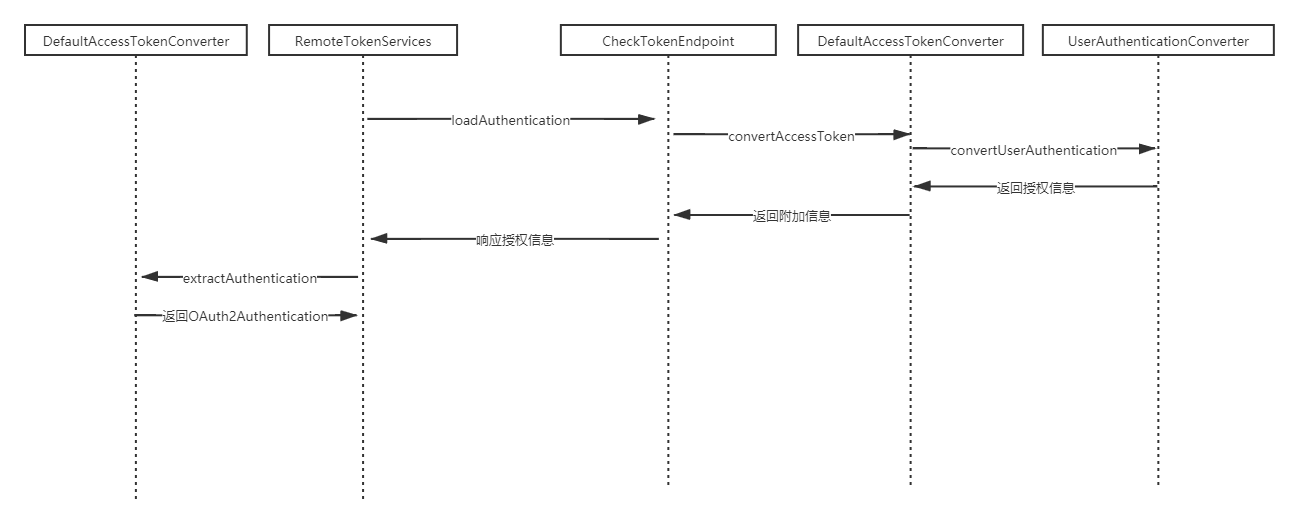 DefaultAccessTokenConverter
RemoteTokenServices
CheckTokenEndpoint
DefaultAccessTokenConverter
UserAuthenticationConverter
loadAuthentication
convertAccessToken
convertUserAuthentication
返回授权信息
返回附加信息
响应授权信息
extractAuthentication
返回OAuth2Authentication